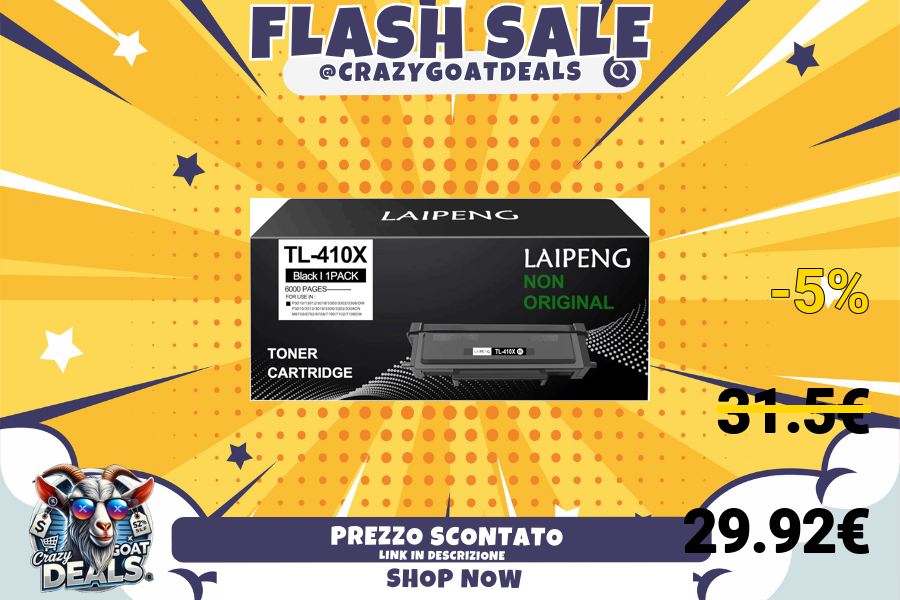 FLASH SALE
@CRAZYGOATDEALS
LAIPENG
TL-410X
Black I 1PACK
6000 PAGES
FOR USE IN :
LAIPENG
NON
ORIGINAL
TONER
CARTRIDGE
LAIPENG TL-410X
-5%
31.5€
29.92€
PREZZO SCONTATO
LINK IN DESCRIZIONE
SHOP NOW
$
52%
Crazy
GOAT
DEALS